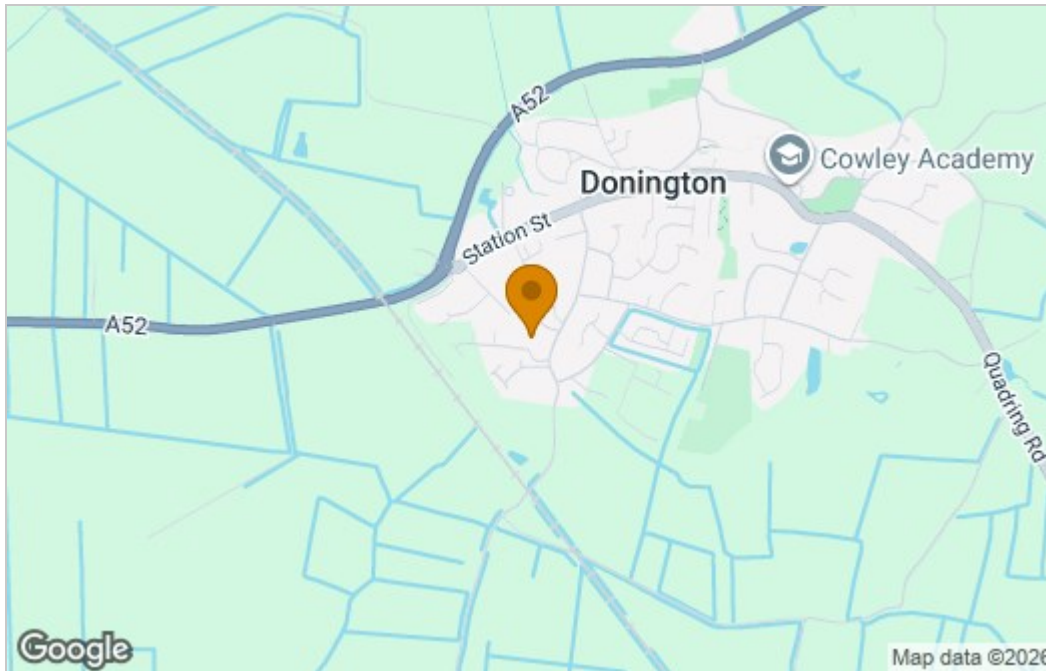 A52
Cowley Academy
Donington
Station St
A52
Quadring Rd
Google
Map data ©2026